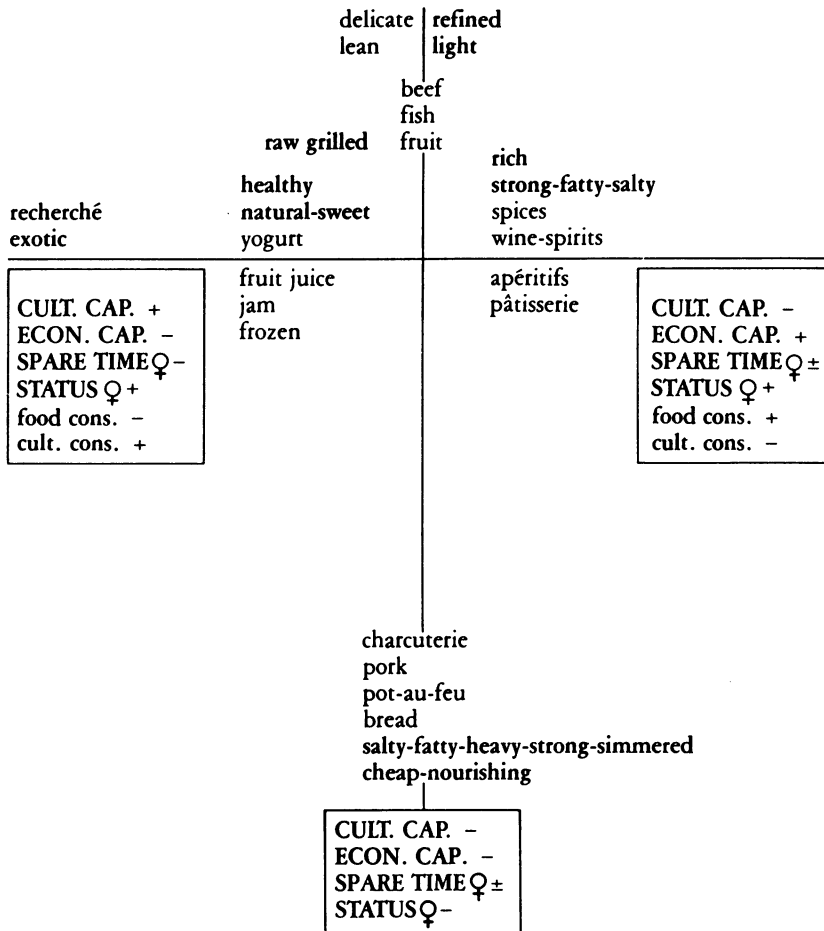 delicate refined
lean light
beef
fish
raw grilled fruit
rich
healthy strong-fatty-salty
recherché natural-sweet spices
exotic yogurt wine-spirits
fruit juice apéritifs
jam pâtisserie
frozen
CULT. CAP. +
ECON. CAP. −
SPARE TIME♀−
STATUS♀+
food cons. −
cult. cons. +
CULT. CAP. −
ECON. CAP. +
SPARE TIME♀±
STATUS♀+
food cons. +
cult. cons. −
charcuterie
pork
pot-au-feu
bread
salty-fatty-heavy-strong-simmered
cheap-nourishing
CULT. CAP. −
ECON. CAP. −
SPARE TIME♀±
STATUS♀−